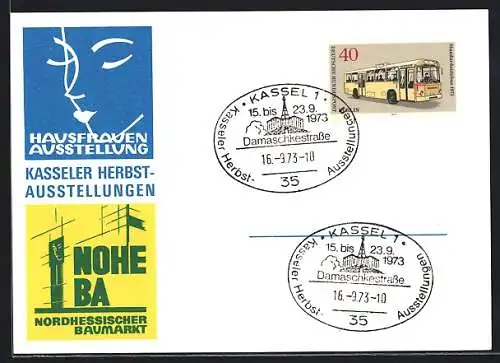 HAUSFRAUEN
AUSSTELLUNG
KASSELER HERBST-
AUSSTELLUNGEN
NOHE
BA
NORDHESSISCHER
BAUMARKT
40
DEUTSCHE BUNDESPOST
BERLIN
Standardautobus 1973
· KASSEL 1 ·
15. bis 23.9.
1973
Damaschkestraße
16.-9.73-10
35
Kasseler Herbst-
Ausstellungen
· KASSEL 1 ·
15. bis 23.9.
1973
Damaschkestraße
16.-9.73-10
35
Kasseler Herbst-
Ausstellungen